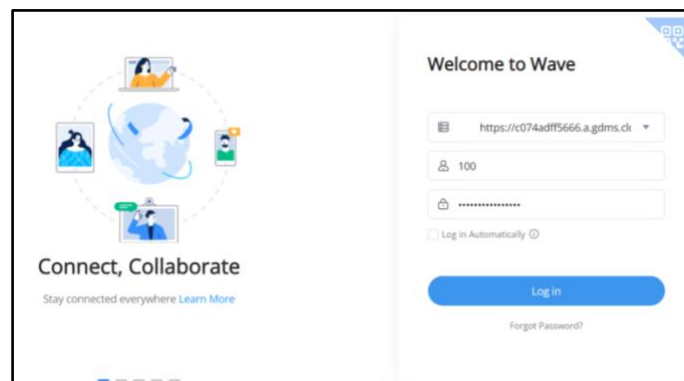 Welcome to Wave
https://c074adff5666.a.gdms.clc
100
Log in Automatically
Connect, Collaborate
Stay connected everywhere Learn More
Log in
Forgot Password?